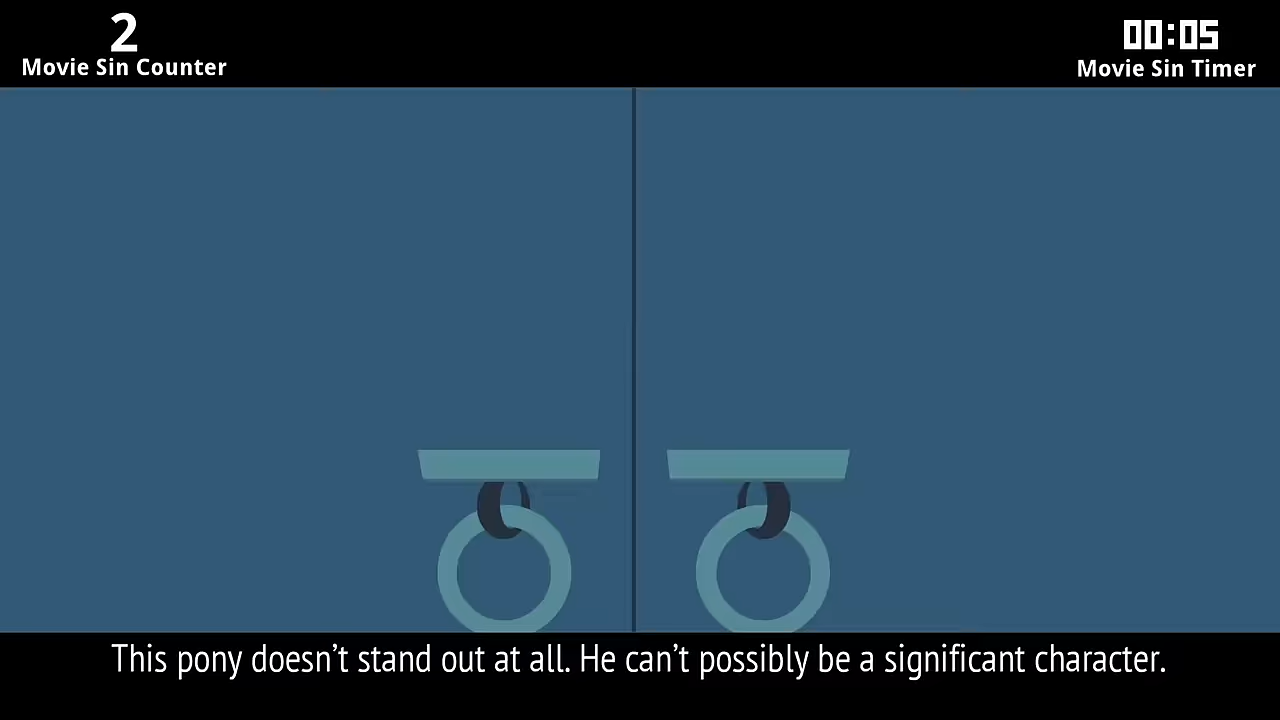 2
Movie Sin Counter
00:05
Movie Sin Timer
This pony doesn't stand out at all. He can't possibly be a significant character.